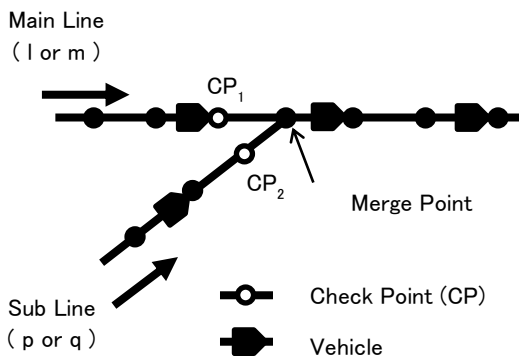 Main Line
( l or m )
CP1
CP2
Merge Point
Sub Line
( p or q )
Check Point (CP)
Vehicle